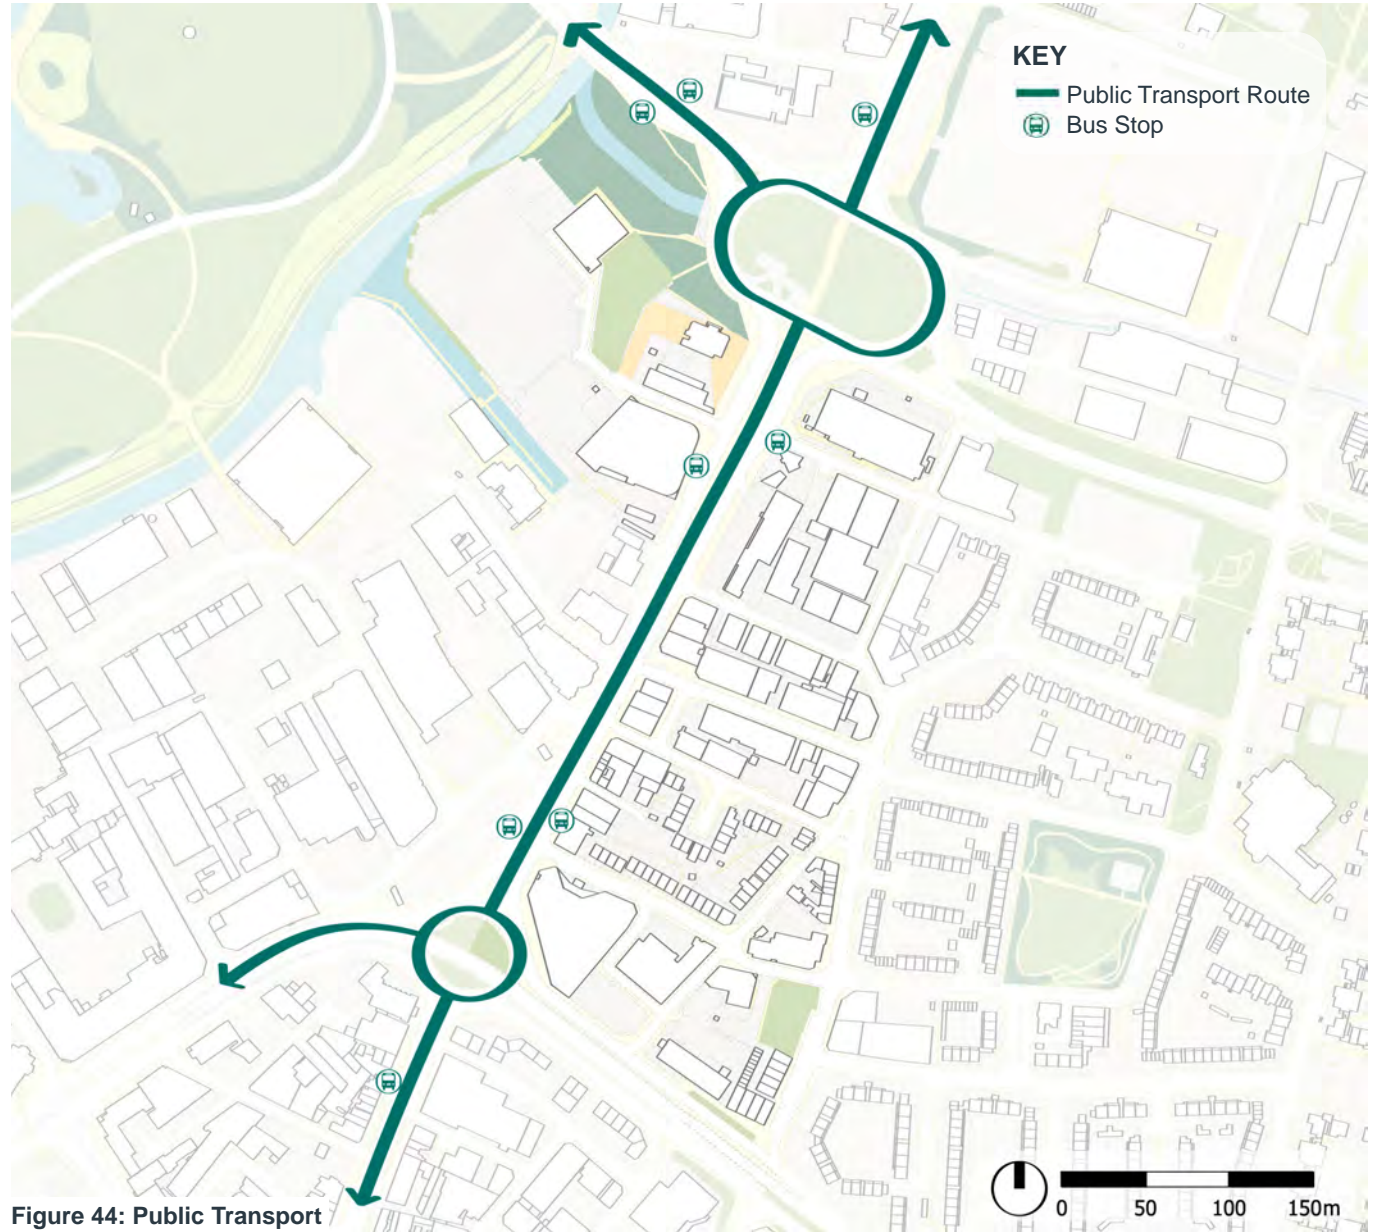 KEY
Public Transport Route
Bus Stop
0 50 100 150m
Figure 44: Public Transport